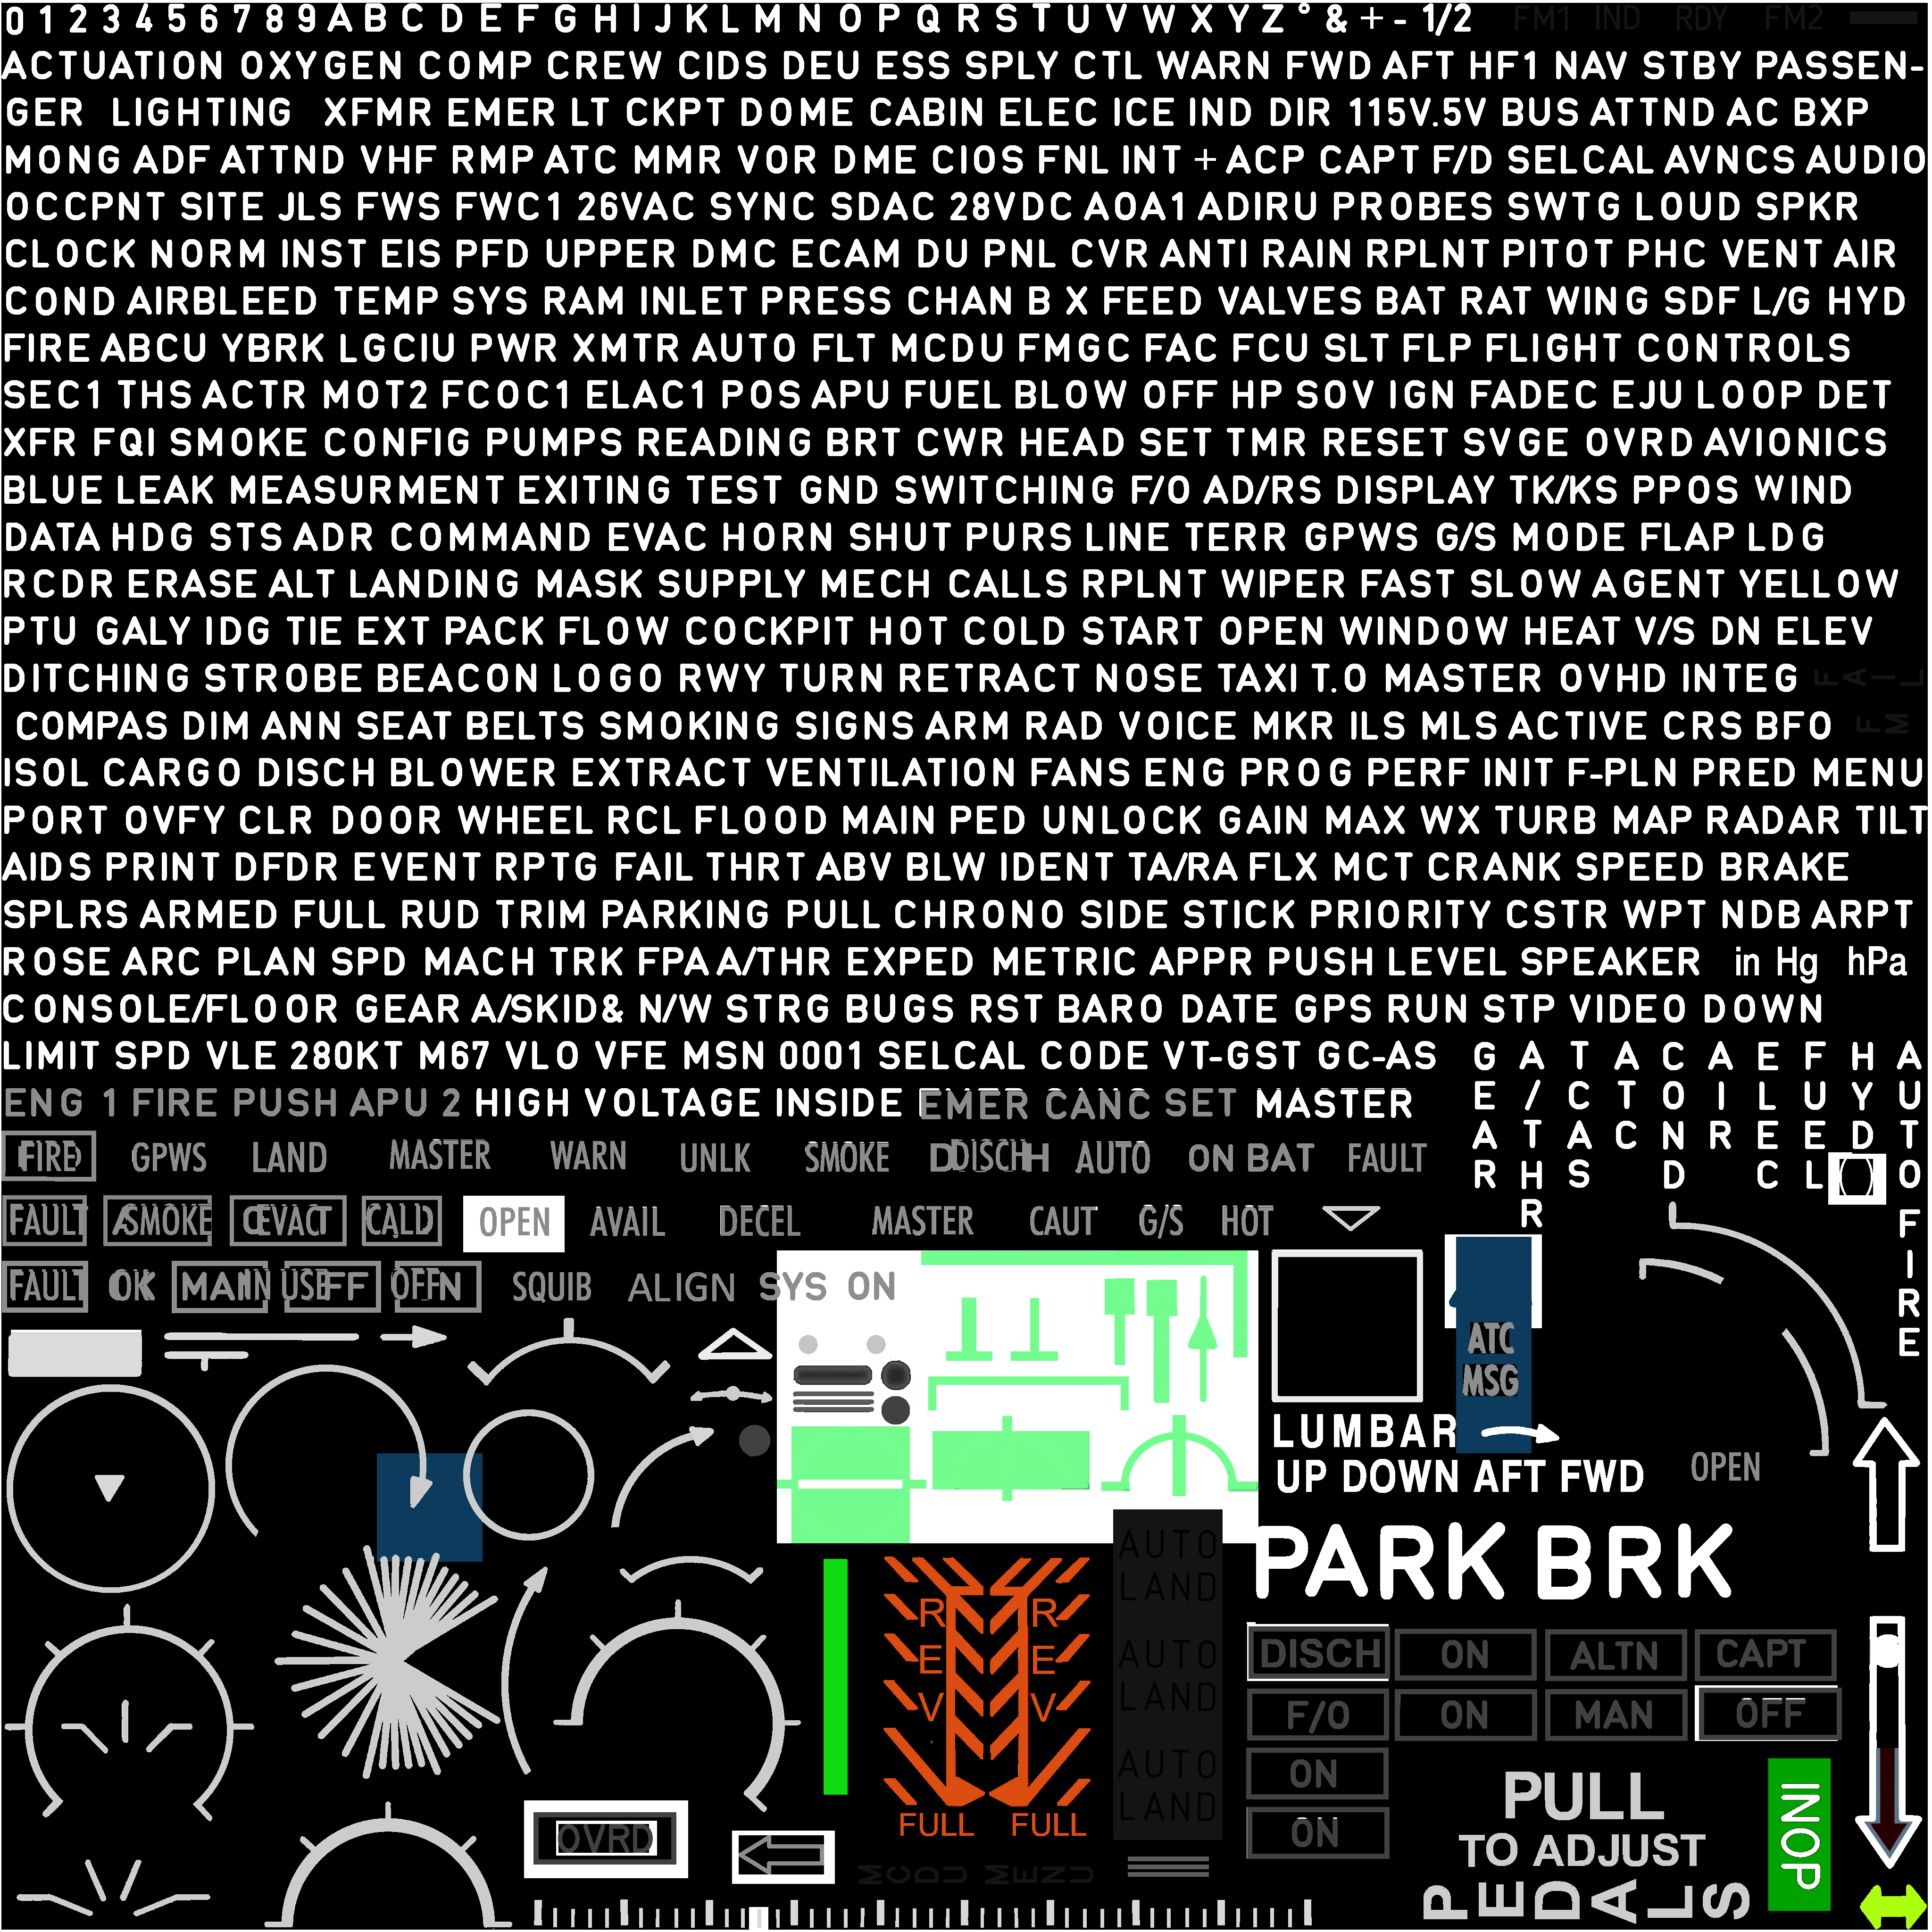 0 1 2 3 4 5 6 7 8 9 A B C D E F G H I J K L M N O P Q R S T U V W X Y Z ° & + - 1/2 FM1 IND RDY FM2
ACTUATION OXYGEN COMP CREW CIDS DEU ESS SPLY CTL WARN FWD AFT HF1 NAV STBY PASSEN-
GER LIGHTING XFMR EMER LT CKPT DOME CABIN ELEC ICE IND DIR 115V.5V BUS ATTND AC BXP
MONG ADF ATTND VHF RMP ATC MMR VOR DME CIOS FNL INT + ACP CAPT F/D SELCAL AVNCS AUDIO
OCCPNT SITE JLS FWS FWC1 26VAC SYNC SDAC 28VDC AOA1 ADIRU PROBES SWTG LOUD SPKR
CLOCK NORM INST EIS PFD UPPER DMC ECAM DU PNL CVR ANTI RAIN RPLNT PITOT PHC VENT AIR
COND AIRBLEED TEMP SYS RAM INLET PRESS CHAN B X FEED VALVES BAT RAT WING SDF L/G HYD
FIRE ABCU YBRK LGCIU PWR XMTR AUTO FLT MCDU FMGC FAC FCU SLT FLP FLIGHT CONTROLS
SEC1 THS ACTR MOT2 FCOC1 ELAC1 POS APU FUEL BLOW OFF HP SOV IGN FADEC EJU LOOP DET
XFR FQI SMOKE CONFIG PUMPS READING BRT CWR HEAD SET TMR RESET SVGE OVRD AVIONICS
BLUE LEAK MEASURMENT EXITING TEST GND SWITCHING F/O AD/RS DISPLAY TK/KS PPOS WIND
DATA HDG STS ADR COMMAND EVAC HORN SHUT PURS LINE TERR GPWS G/S MODE FLAP LDG
RCDR ERASE ALT LANDING MASK SUPPLY MECH CALLS RPLNT WIPER FAST SLOW AGENT YELLOW
PTU GALY IDG TIE EXT PACK FLOW COCKPIT HOT COLD START OPEN WINDOW HEAT V/S DN ELEV
DITCHING STROBE BEACON LOGO RWY TURN RETRACT NOSE TAXI T.O MASTER OVHD INTEG FAIL
COMPAS DIM ANN SEAT BELTS SMOKING SIGNS ARM RAD VOICE MKR ILS MLS ACTIVE CRS BFO FM
ISOL CARGO DISCH BLOWER EXTRACT VENTILATION FANS ENG PROG PERF INIT F-PLN PRED MENU
PORT OVFY CLR DOOR WHEEL RCL FLOOD MAIN PED UNLOCK GAIN MAX WX TURB MAP RADAR TILT
AIDS PRINT DFDR EVENT RPTG FAIL THRT ABV BLW IDENT TA/RA FLX MCT CRANK SPEED BRAKE
SPLRS ARMED FULL RUD TRIM PARKING PULL CHRONO SIDE STICK PRIORITY CSTR WPT NDB ARPT
ROSE ARC PLAN SPD MACH TRK FPA A/THR EXPED METRIC APPR PUSH LEVEL SPEAKER in Hg hPa
CONSOLE/FLOOR GEAR A/SKID& N/W STRG BUGS RST BARO DATE GPS RUN STP VIDEO DOWN
LIMIT SPD VLE 280KT M67 VLO VFE MSN 0001 SELCAL CODE VT-GST GC-AS
GEAR
A/THR
TCAS
ATC
COND
AIR
ELEC
FUEL
HYD
AUTO FIRE
ENG 1 FIRE PUSH APU 2 HIGH VOLTAGE INSIDE EMER CANC SET MASTER
FIRE GPWS LAND MASTER WARN UNLK SMOKE DISCH AUTO ON BAT FAULT
FAULT SMOKE EVAC CALL OPEN AVAIL DECEL MASTER CAUT G/S HOT
FAULT OK MAN IN USE OFF SQUIB ALIGN SYS ON
ATC
MSG
LUMBAR
UP DOWN AFT FWD
OPEN
PARK BRK
AUTO
LAND
REV REV
AUTO
LAND
AUTO
LAND
FULL FULL
DISCH ON ALTN CAPT
F/O ON MAN OFF
ON
ON
PULL
TO ADJUST
PEDALS
INOP
OVRD
MCDU MENU